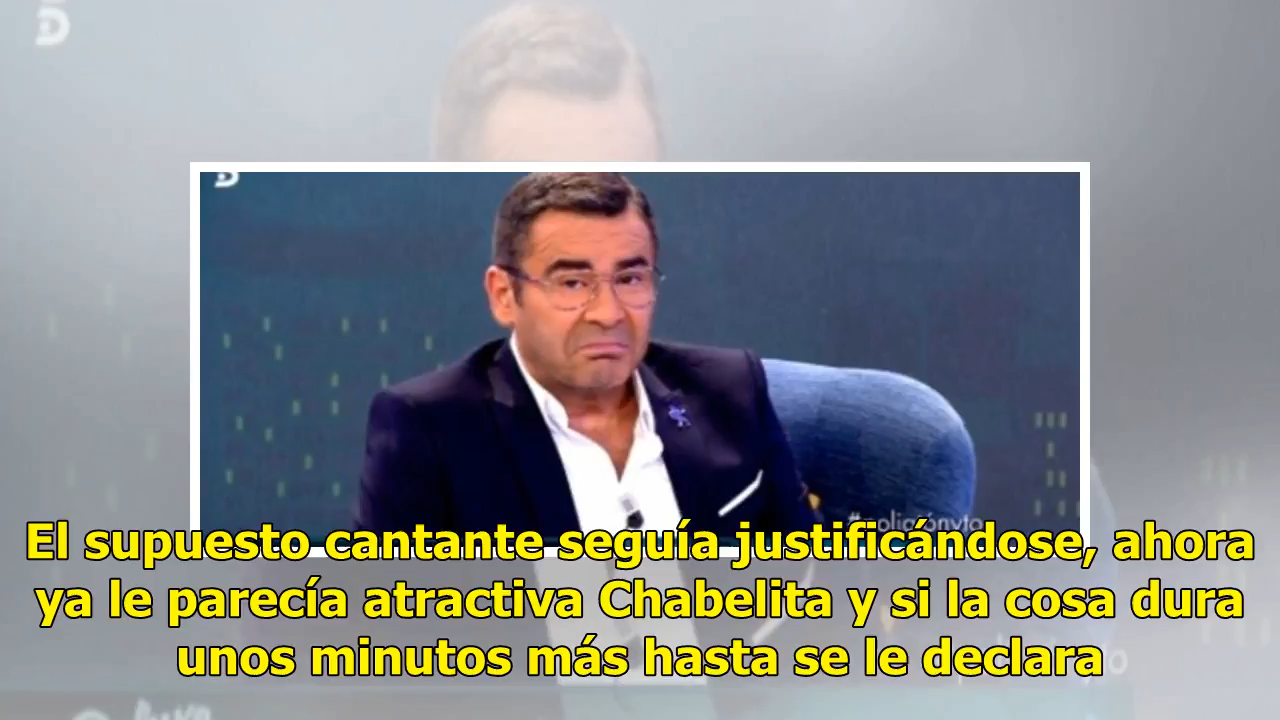 El supuesto cantante seguía justificándose, ahora
ya le parecía atractiva Chabelita y si la cosa dura
unos minutos más hasta se le declara